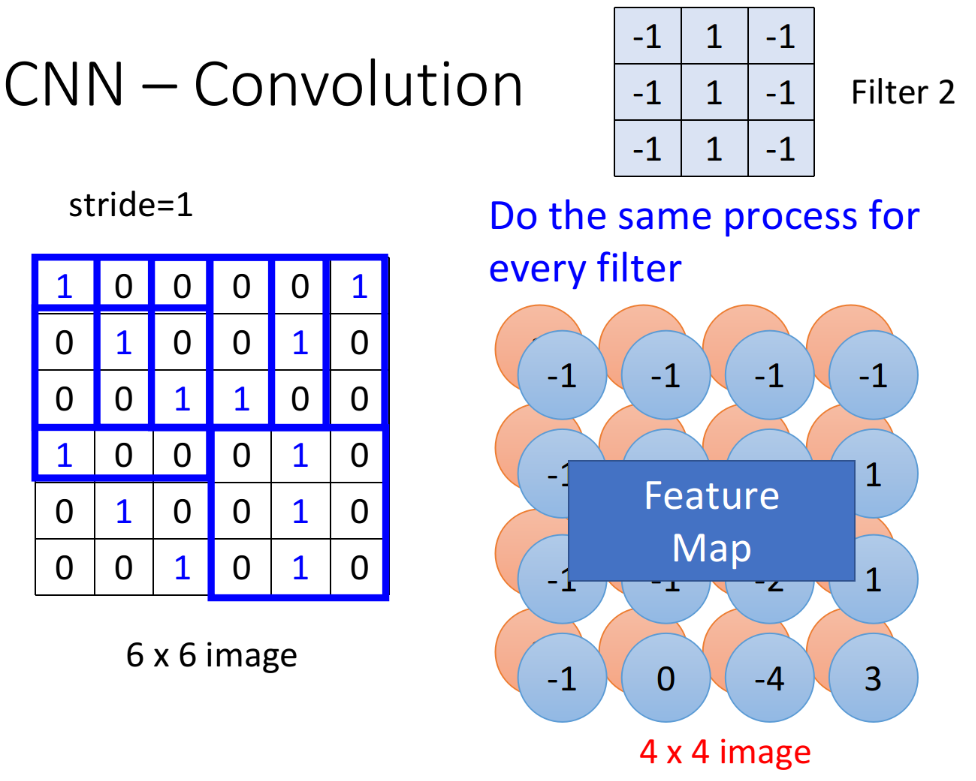 CNN – Convolution
-1 1 -1
-1 1 -1
-1 1 -1
Filter 2
stride=1
Do the same process for
every filter
1 0 0 0 0 1
0 1 0 0 1 0
0 0 1 1 0 0
1 0 0 0 1 0
0 1 0 0 1 0
0 0 1 0 1 0
6 x 6 image
-1 -1 -1 -1
1
Feature
Map
-1 -1 -2 1
-1 0 -4 3
4 x 4 image